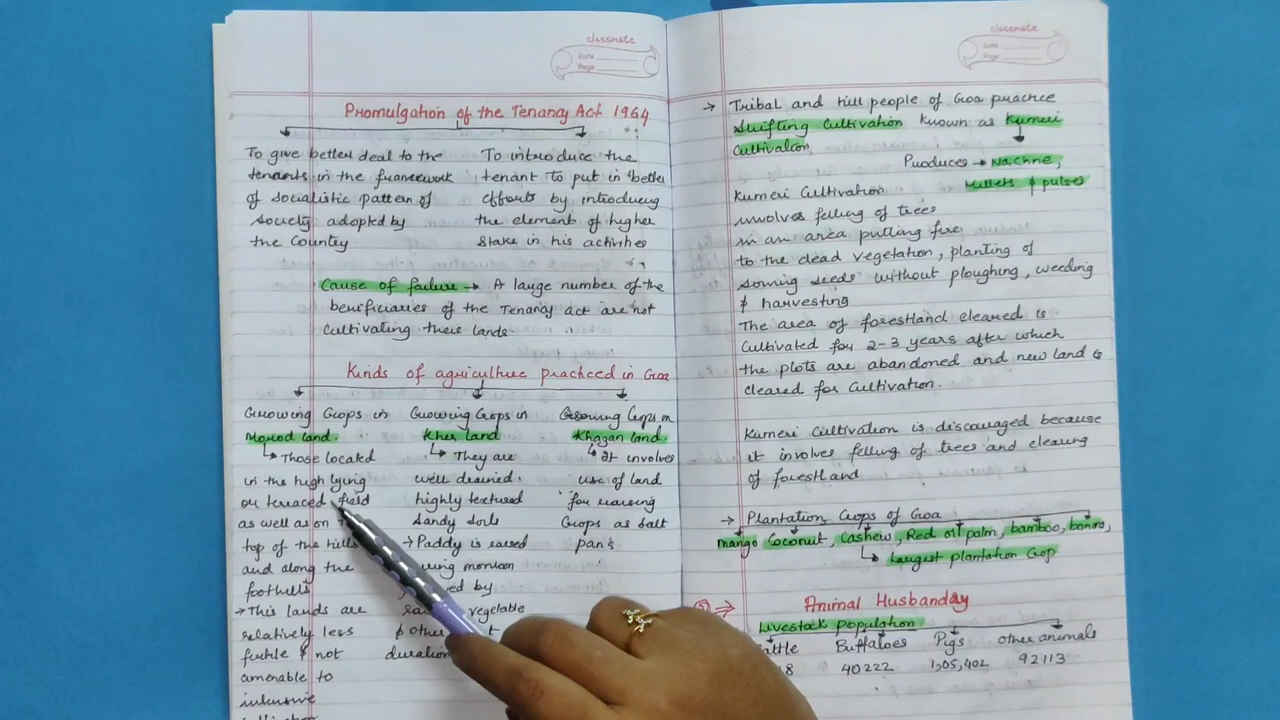 classmate
Date
Page
Promulgation of the Tenancy Act 1964
To give better deal to the
tenants in the framework
of socialistic pattern of
society adopted by
the Country
To introduce the
tenant to put in better
efforts by introducing
the element of higher
stake in his activities
Cause of failure → A large number of the
beneficiaries of the Tenancy act are not
Cultivating their lands
Kinds of agriculture practiced in Goa
Growing Crops in
Morod land.
Those located
in the high lying
or terraced field
as well as on
top of the hills
and along the
foothills
→ This lands are
relatively less
fertile & not
amenable to
intensive
Growing Crops in
Kher land
They are
well drained,
highly textured
Sandy Soils
→ Paddy is raised
monsoon
by
vegetable
& other
duration
Growing Crops in
Khazan land.
It involves
use of land
for rearing
Crops as salt
pan's
classmate
Date
Page
→ Tribal and hill people of Goa practice
Shifting Cultivation known as Kumeri
Cultivation
Produces → Nachne,
Millets & pulses
Kumeri Cultivation
involves felling of trees
in an area putting fire
to the dead vegetation, planting of
sowing seeds without ploughing, weeding
& harvesting
The area of forestland cleared is
Cultivated for 2-3 years after which
the plots are abandoned and new land is
cleared for Cultivation.
Kumeri Cultivation is discouraged because
it involves felling of trees and clearing
of forestland
→ Plantation Crops of Goa
mango Coconut, Cashew, Red oil palm, bamboo,
Largest plantation Crop
⇒ Animal Husbandry
Livestock population
Buffaloes Pigs other animals
40222 1,05,402 92113